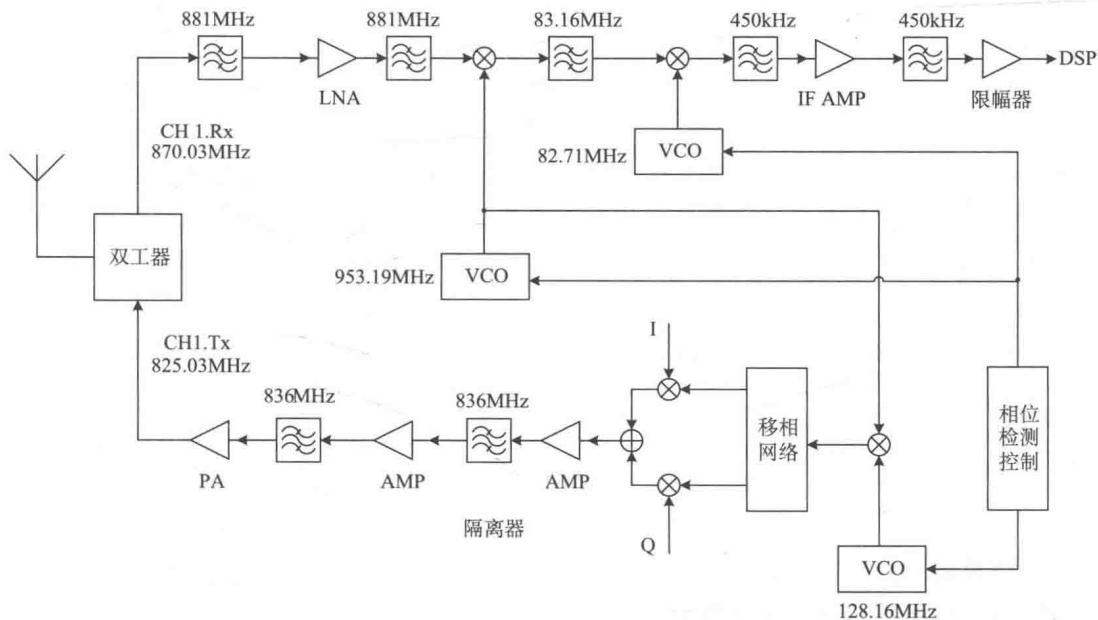 881MHz
881MHz
83.16MHz
450kHz
450kHz
DSP
LNA
IF AMP
限幅器
CH 1.Rx
870.03MHz
82.71MHz
VCO
双工器
953.19MHz
VCO
CH1.Tx
825.03MHz
I
836MHz
836MHz
移相
网络
相位
检测
控制
PA
AMP
AMP
隔离器
Q
VCO
128.16MHz